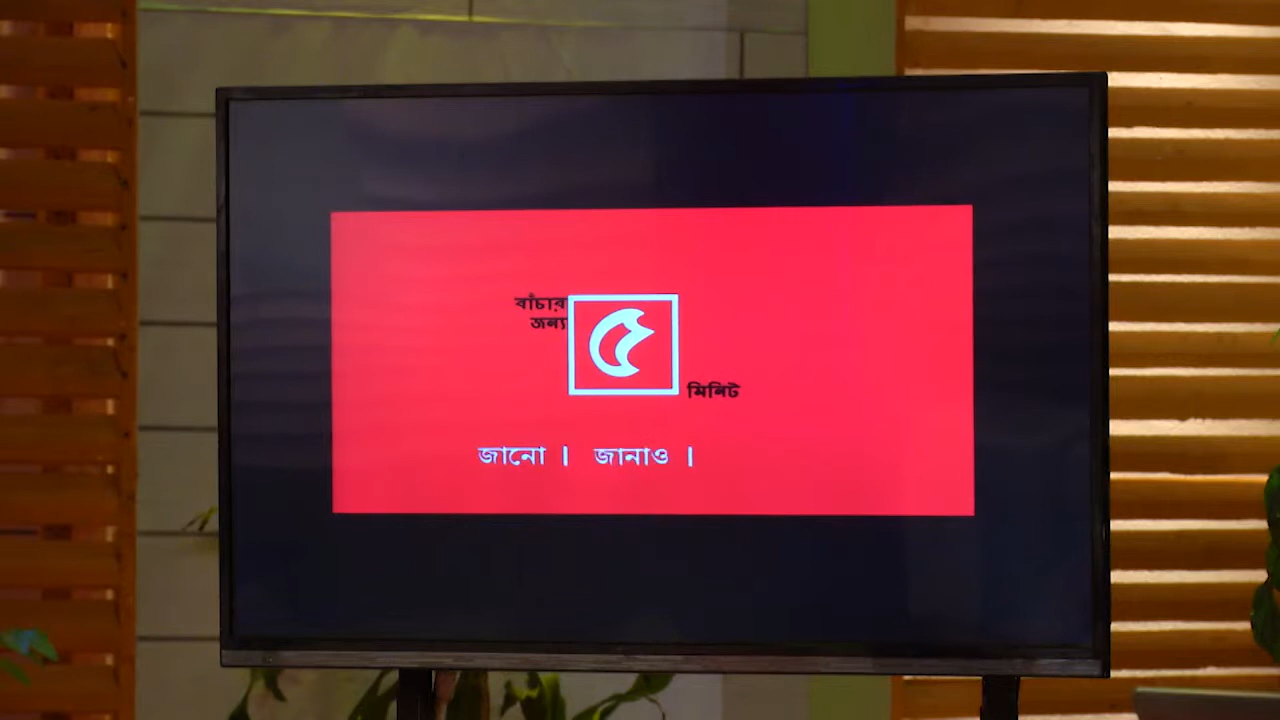 বাঁচার
জন্য
৫
মিনিট
জানো । জানাও ।